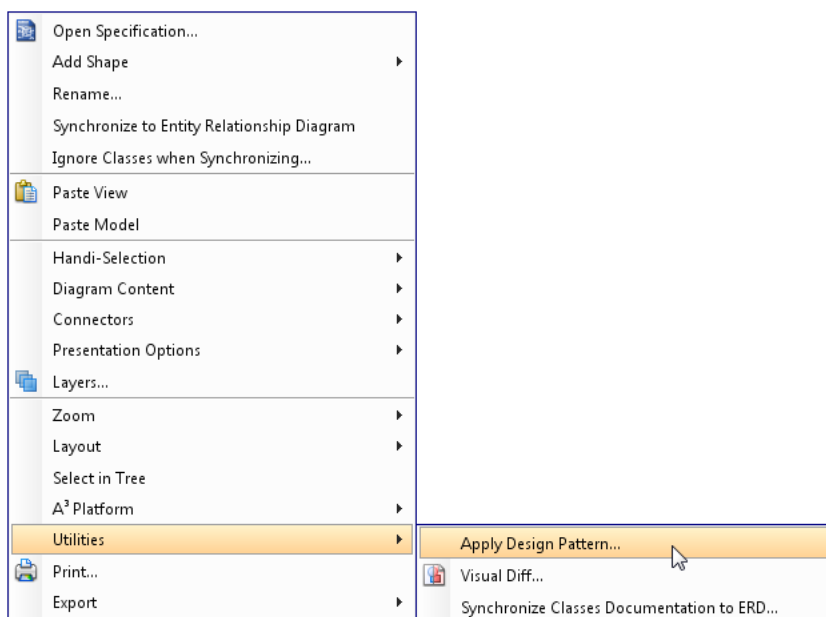 Open Specification...
Add Shape
Rename...
Synchronize to Entity Relationship Diagram
Ignore Classes when Synchronizing...
Paste View
Paste Model
Handi-Selection
Diagram Content
Connectors
Presentation Options
Layers...
Zoom
Layout
Select in Tree
A³ Platform
Utilities
Apply Design Pattern...
Print...
Visual Diff...
Export
Synchronize Classes Documentation to ERD...